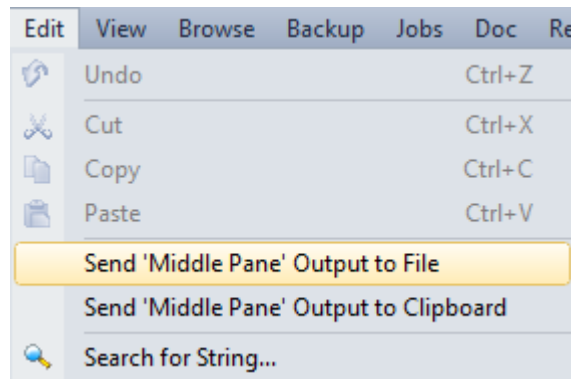 Edit View Browse Backup Jobs Doc Re
Undo Ctrl+Z
Cut Ctrl+X
Copy Ctrl+C
Paste Ctrl+V
Send 'Middle Pane' Output to File
Send 'Middle Pane' Output to Clipboard
Search for String...